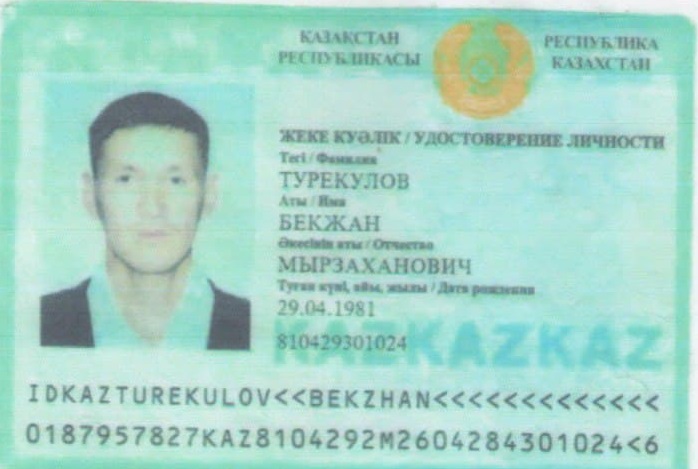 ҚАЗАҚСТАН
РЕСПУБЛИКАСЫ
РЕСПУБЛИКА
КАЗАХСТАН
ЖЕКЕ КУӘЛІК / УДОСТОВЕРЕНИЕ ЛИЧНОСТИ
Тегі / Фамилия
ТУРЕКУЛОВ
Аты / Имя
БЕКЖАН
Әкесінің аты / Отчество
МЫРЗАХАНОВИЧ
Туған күні, айы, жылы / Дата рождения
29.04.1981
810429301024
KAZKAZKAZ
IDKAZTUREKULOV<<BEKZHAN<<<<<<<<<<<<<<
0187957827KAZ8104292M2604284301024<6